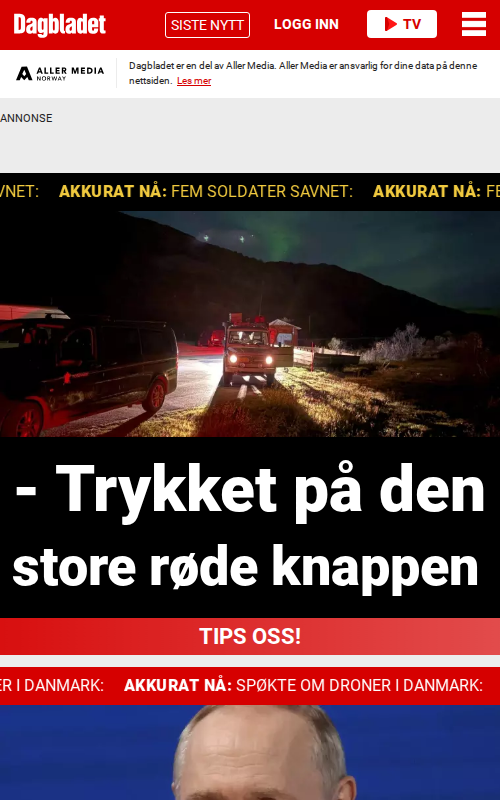 Dagbladet
SISTE NYTT
LOGG INN
TV
ALLER MEDIA
NORWAY
Dagbladet er en del av Aller Media. Aller Media er ansvarlig for dine data på denne
nettsiden. Les mer
ANNONSE
VNET: AKKURAT NÅ: FEM SOLDATER SAVNET: AKKURAT NÅ: FE
- Trykket på den
store røde knappen
TIPS OSS!
ER I DANMARK: AKKURAT NÅ: SPØKTE OM DRONER I DANMARK: